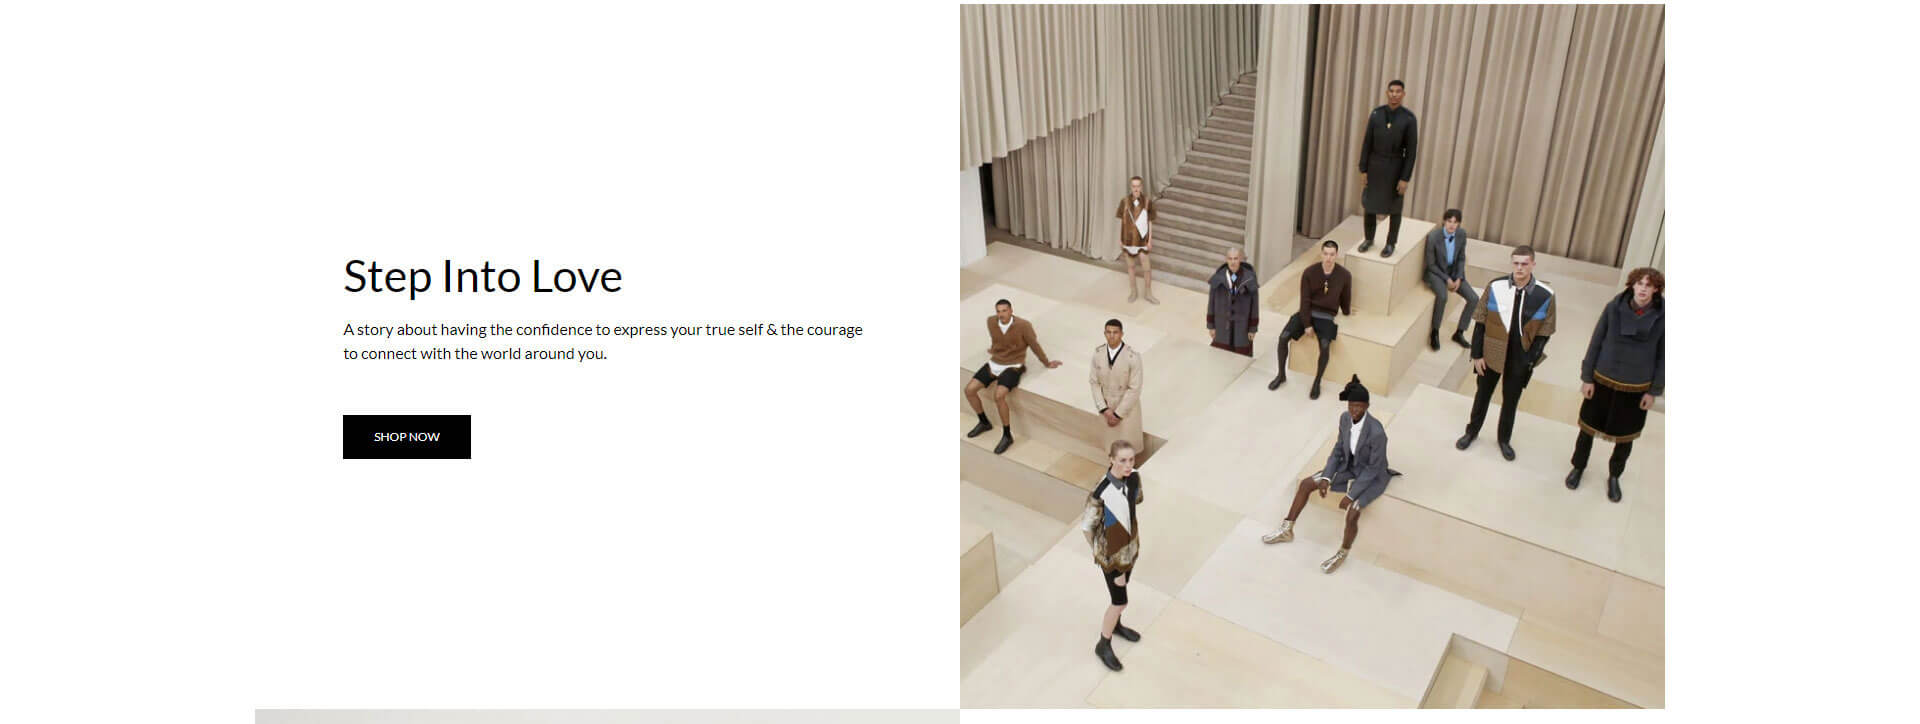 Step Into Love
A story about having the confidence to express your true self & the courage
to connect with the world around you.
SHOP NOW